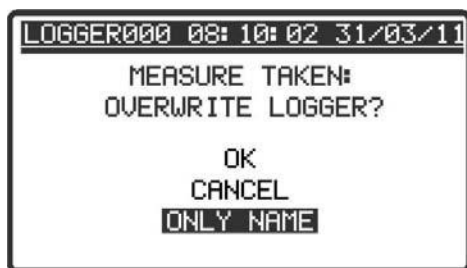 LOGGER000 08:10:02 31/03/11
MEASURE TAKEN:
OVERWRITE LOGGER?
OK
CANCEL
ONLY NAME